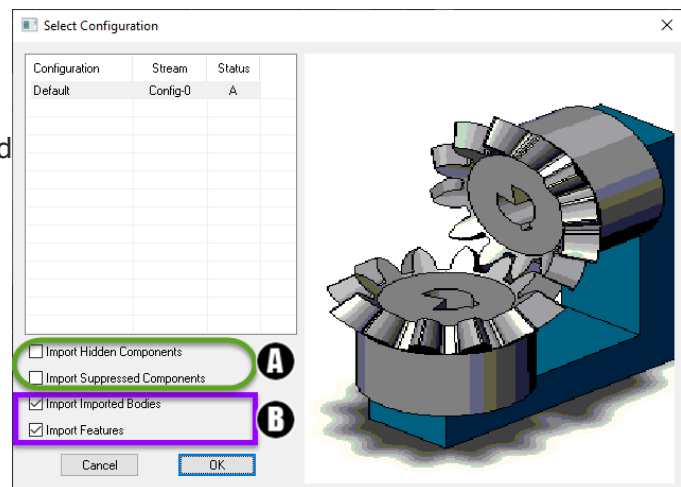 Select Configuration
Configuration Stream Status
Default Config-0 A
d
Import Hidden Components
A
Import Suppressed Components
Import Imported Bodies
B
Import Features
Cancel OK